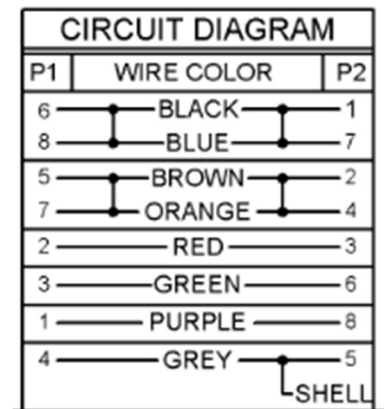 CIRCUIT DIAGRAM
P1 WIRE COLOR P2
6 BLACK 1
8 BLUE 7
5 BROWN 2
7 ORANGE 4
2 RED 3
3 GREEN 6
1 PURPLE 8
4 GREY 5
SHELL